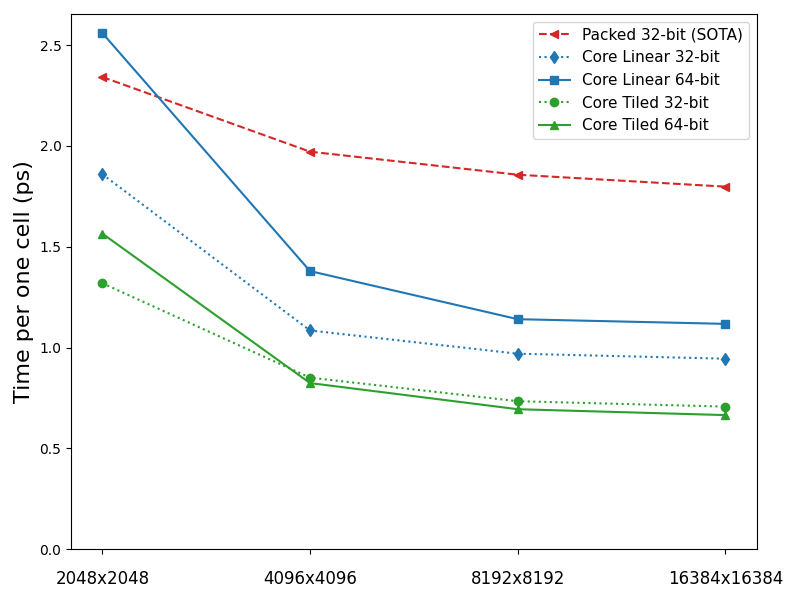 Packed 32-bit (SOTA)
Core Linear 32-bit
Core Linear 64-bit
Core Tiled 32-bit
Core Tiled 64-bit
Time per one cell (ps)
2.5
2.0
1.5
1.0
0.5
0.0
2048x2048 4096x4096 8192x8192 16384x16384